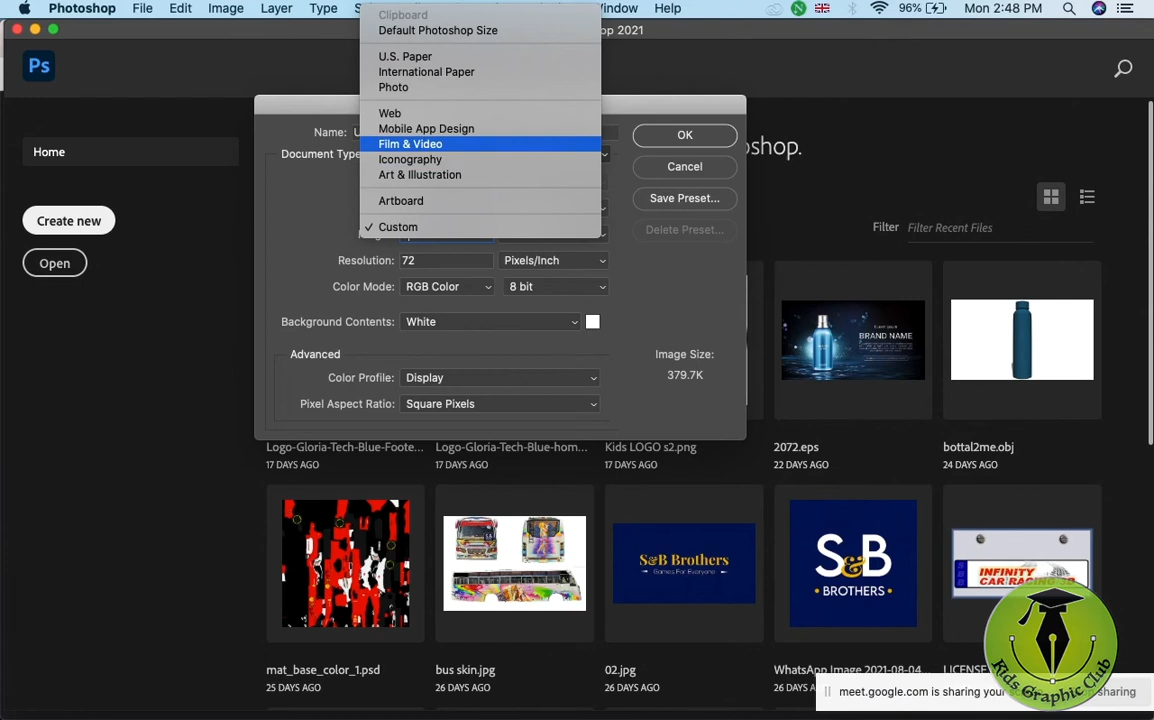 Photoshop File Edit Image Layer Type Window Help 96% Mon 2:48 PM
Clipboard
Default Photoshop Size
U.S. Paper
International Paper
Photo
Web
Mobile App Design
Film & Video
Iconography
Art & Illustration
Artboard
✓ Custom
op 2021
Ps
Home
Create new
Open
Name: U
Document Type
OK
Cancel
Save Preset...
Delete Preset...
oshop.
Filter Filter Recent Files
Resolution: 72 Pixels/Inch
Color Mode: RGB Color 8 bit
Background Contents: White
Advanced
Color Profile: Display
Pixel Aspect Ratio: Square Pixels
Image Size:
379.7K
BRAND NAME
Logo-Gloria-Tech-Blue-Foote... Logo-Gloria-Tech-Blue-hom... Kids LOGO s2.png 2072.eps bottal2me.obj
17 DAYS AGO 17 DAYS AGO 17 DAYS AGO 22 DAYS AGO 24 DAYS AGO
S&B Brothers
Games For Everyone
S&B
• BROTHERS •
INFINITY
CAR RACING 3D
mat_base_color_1.psd bus skin.jpg 02.jpg WhatsApp Image 2021-08-04 LICENSE
25 DAYS AGO 26 DAYS AGO 26 DAYS AGO 26 DAYS A
meet.google.com is sharing your sharing
Kids Graphic Club